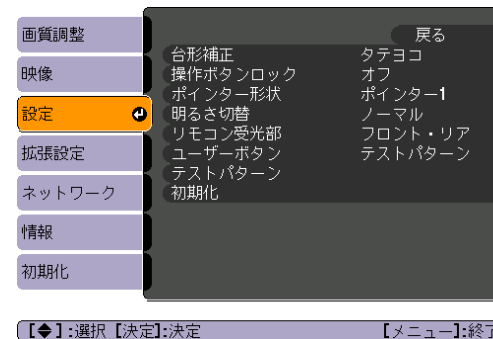 画質調整
映像
設定
拡張設定
ネットワーク
情報
初期化
戻る
台形補正 タテヨコ
操作ボタンロック オフ
ポインター形状 ポインター1
明るさ切替 ノーマル
リモコン受光部 フロント・リア
ユーザーボタン テストパターン
テストパターン
初期化
【◆】:選択 【決定】:決定 【メニュー】:終了